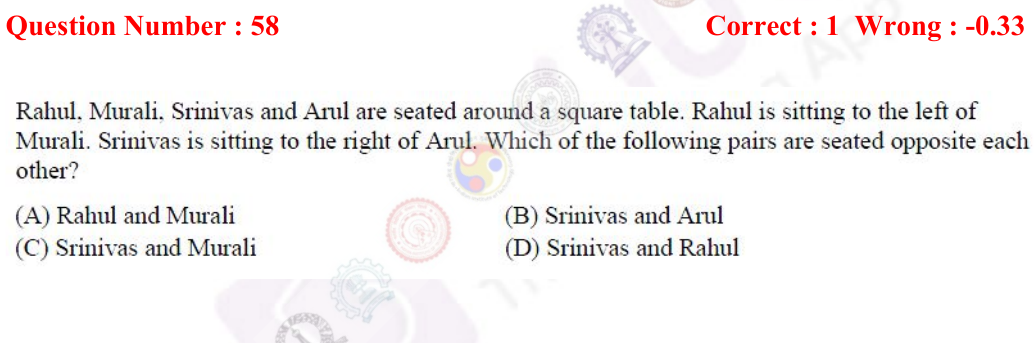 Question Number : 58 Correct : 1 Wrong : -0.33
Rahul, Murali, Srinivas and Arul are seated around a square table. Rahul is sitting to the left of
Murali. Srinivas is sitting to the right of Arul. Which of the following pairs are seated opposite each
other?
(A) Rahul and Murali (B) Srinivas and Arul
(C) Srinivas and Murali (D) Srinivas and Rahul